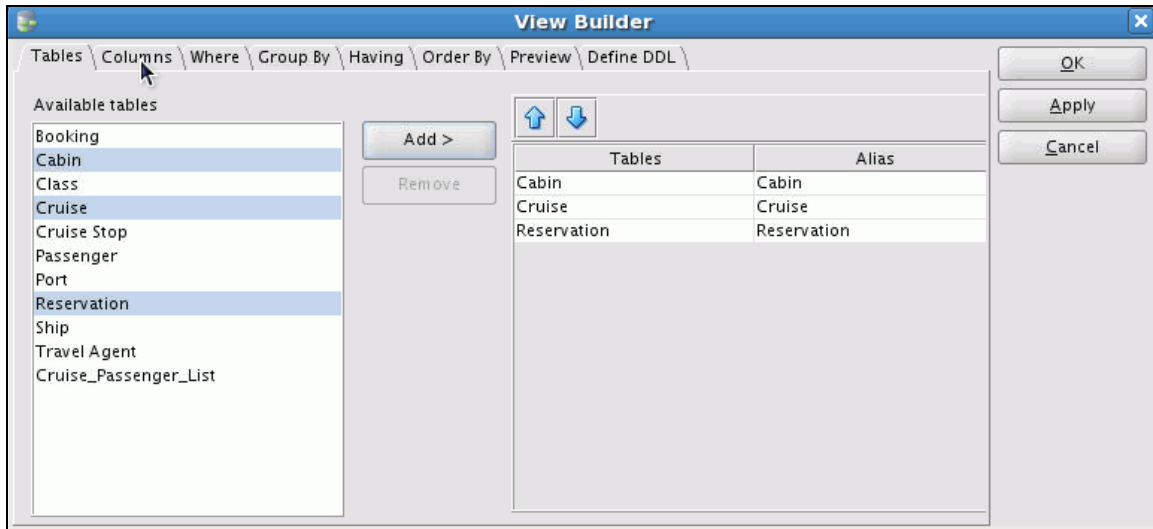 View Builder
Tables Columns Where Group By Having Order By Preview Define DDL
OK
Apply
Cancel
Available tables
Booking
Cabin
Class
Cruise
Cruise Stop
Passenger
Port
Reservation
Ship
Travel Agent
Cruise_Passenger_List
Add >
Remove
Tables Alias
Cabin Cabin
Cruise Cruise
Reservation Reservation